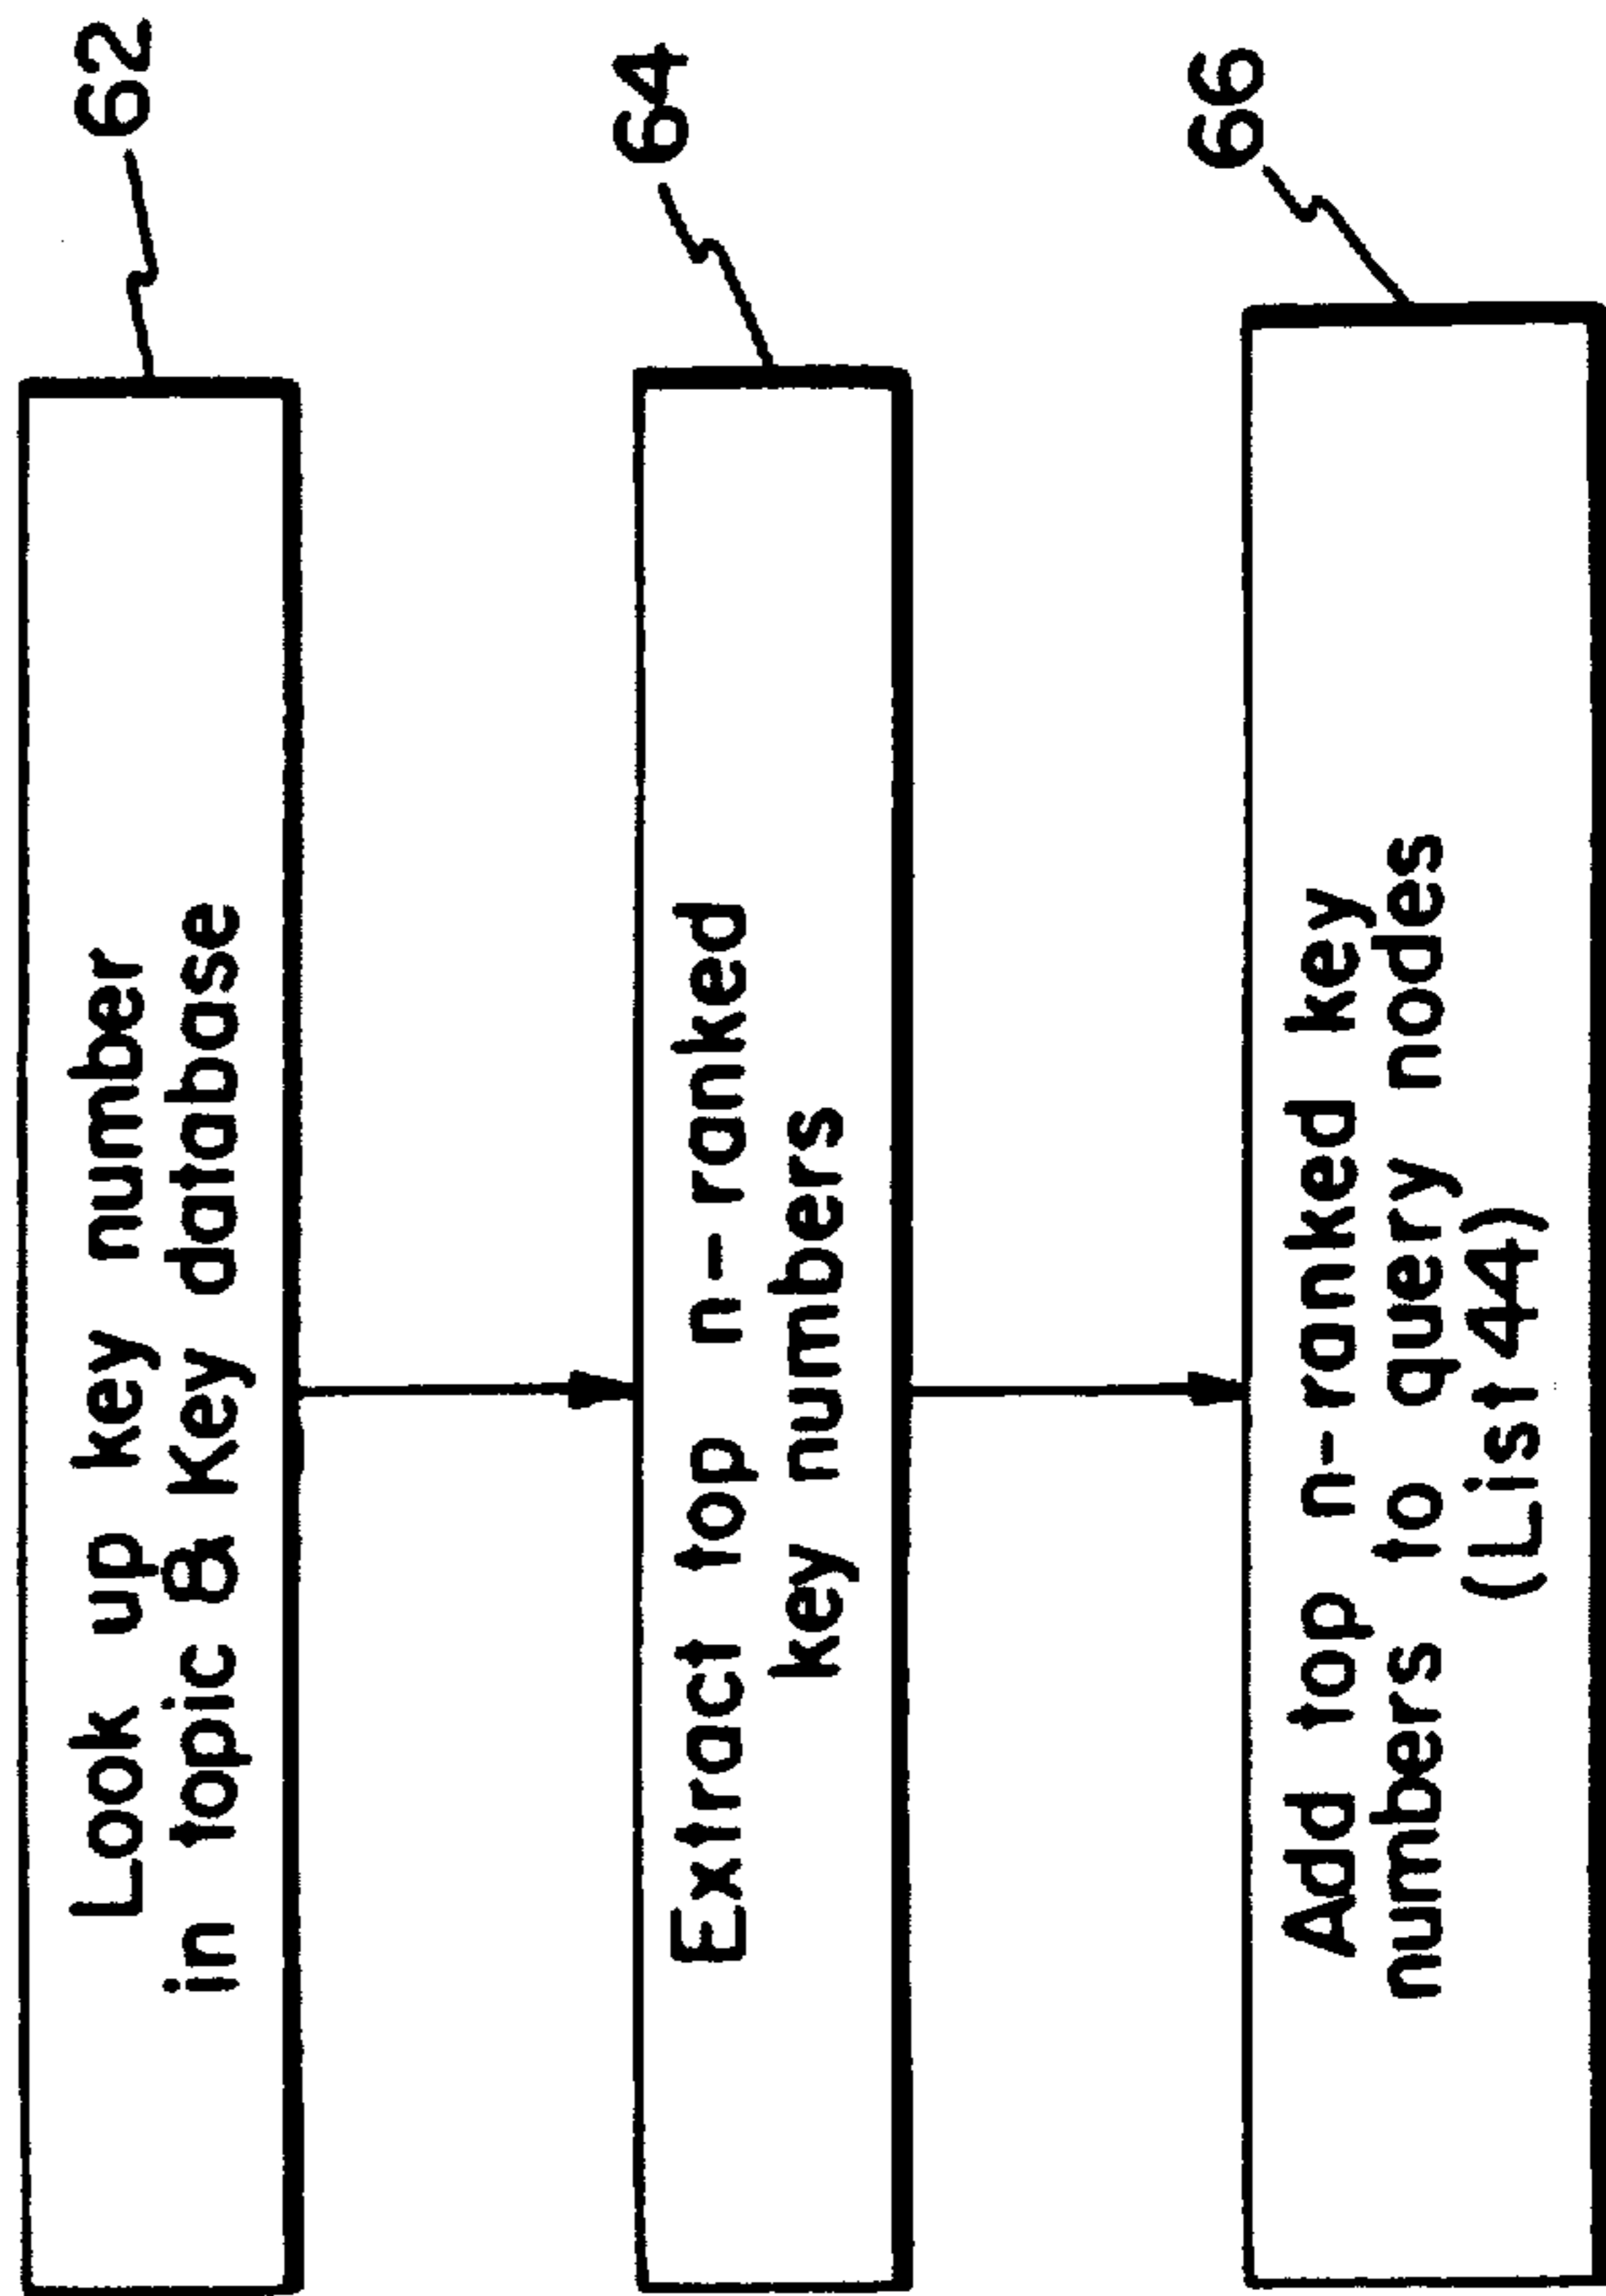 Look up key number
in topic & Key database
62
Extract top n-ranked
key numbers
64
Add top n-ranked key
numbers to query nodes
(List 44)
66